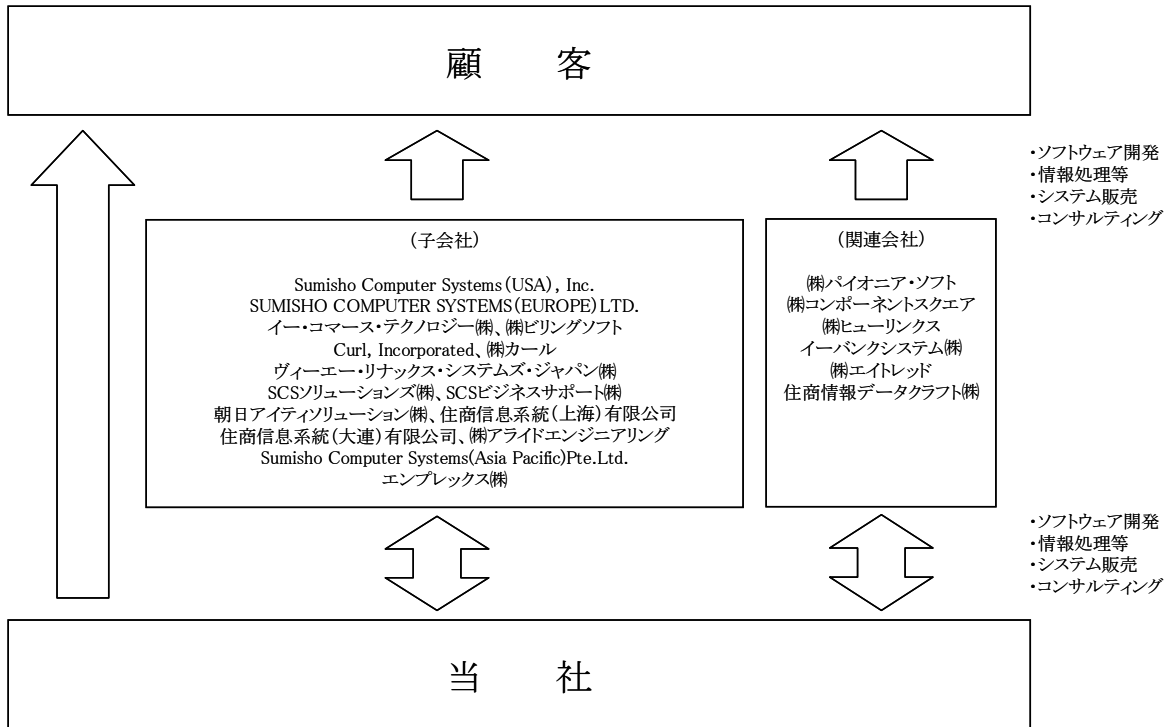 顧　客
・ソフトウェア開発
・情報処理等
・システム販売
・コンサルティング
(子会社)
Sumisho Computer Systems(USA), Inc.
SUMISHO COMPUTER SYSTEMS(EUROPE)LTD.
イー・コマース・テクノロジー㈱、㈱ビリングソフト
Curl, Incorporated、㈱カール
ヴィーエー・リナックス・システムズ・ジャパン㈱
SCSソリューションズ㈱、SCSビジネスサポート㈱
朝日アイティソリューション㈱、住商信息系統(上海)有限公司
住商信息系統(大連)有限公司、㈱アライドエンジニアリング
Sumisho Computer Systems(Asia Pacific)Pte.Ltd.
エンプレックス㈱
(関連会社)
㈱パイオニア・ソフト
㈱コンポーネントスクエア
㈱ヒューリンクス
イーバンクシステム㈱
㈱エイトレッド
住商情報データクラフト㈱
・ソフトウェア開発
・情報処理等
・システム販売
・コンサルティング
当　社